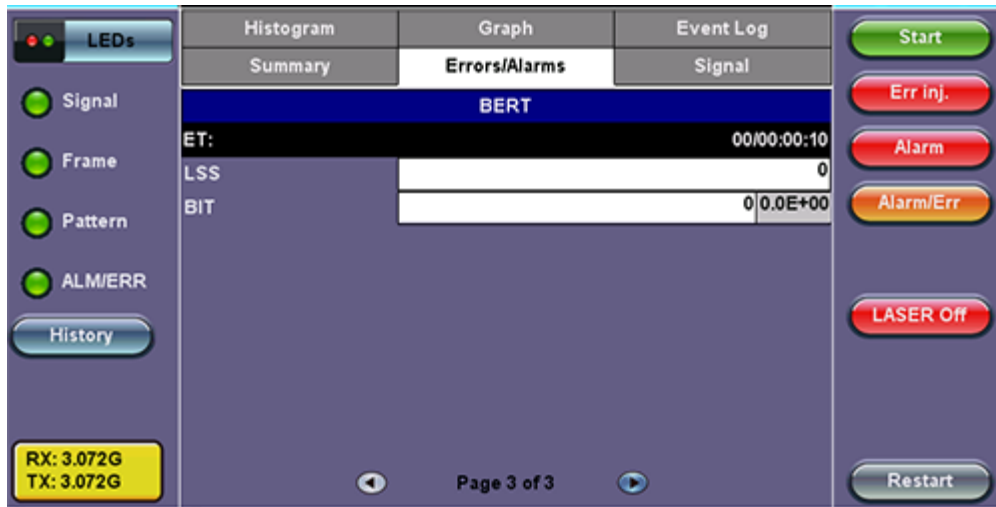 LEDs
Histogram
Graph
Event Log
Start
Summary
Errors/Alarms
Signal
Signal
BERT
Err inj.
ET:
00/00:00:10
Alarm
Frame
LSS
0
BIT
0
0.0E+00
Alarm/Err
Pattern
ALM/ERR
LASER Off
History
RX: 3.072G
TX: 3.072G
Page 3 of 3
Restart